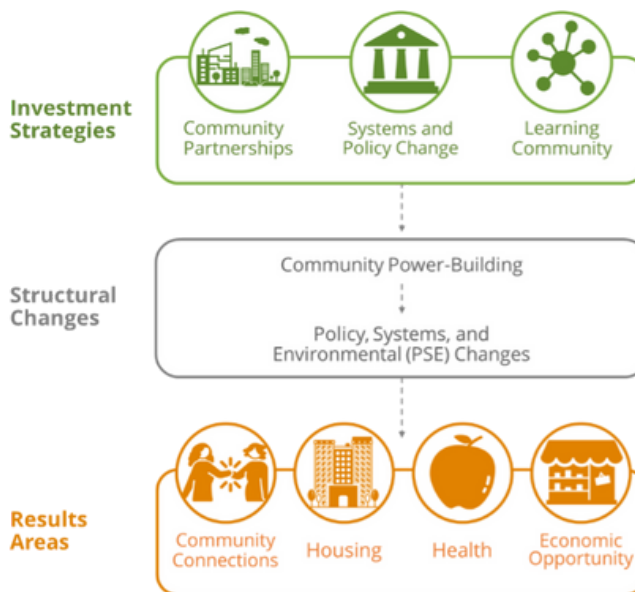 Investment
Strategies
Community
Partnerships
Systems and
Policy Change
Learning
Community
Structural
Changes
Community Power-Building
Policy, Systems, and
Environmental (PSE) Changes
Results
Areas
Community
Connections
Housing
Health
Economic
Opportunity